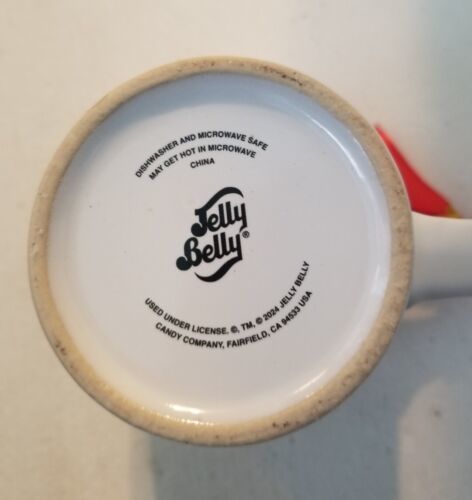 DISHWASHER AND MICROWAVE SAFE
MAY GET HOT IN MICROWAVE
CHINA
Jelly
Belly®
USED UNDER LICENSE. ©, TM, © 2024 JELLY BELLY
CANDY COMPANY, FAIRFIELD, CA 94533 USA